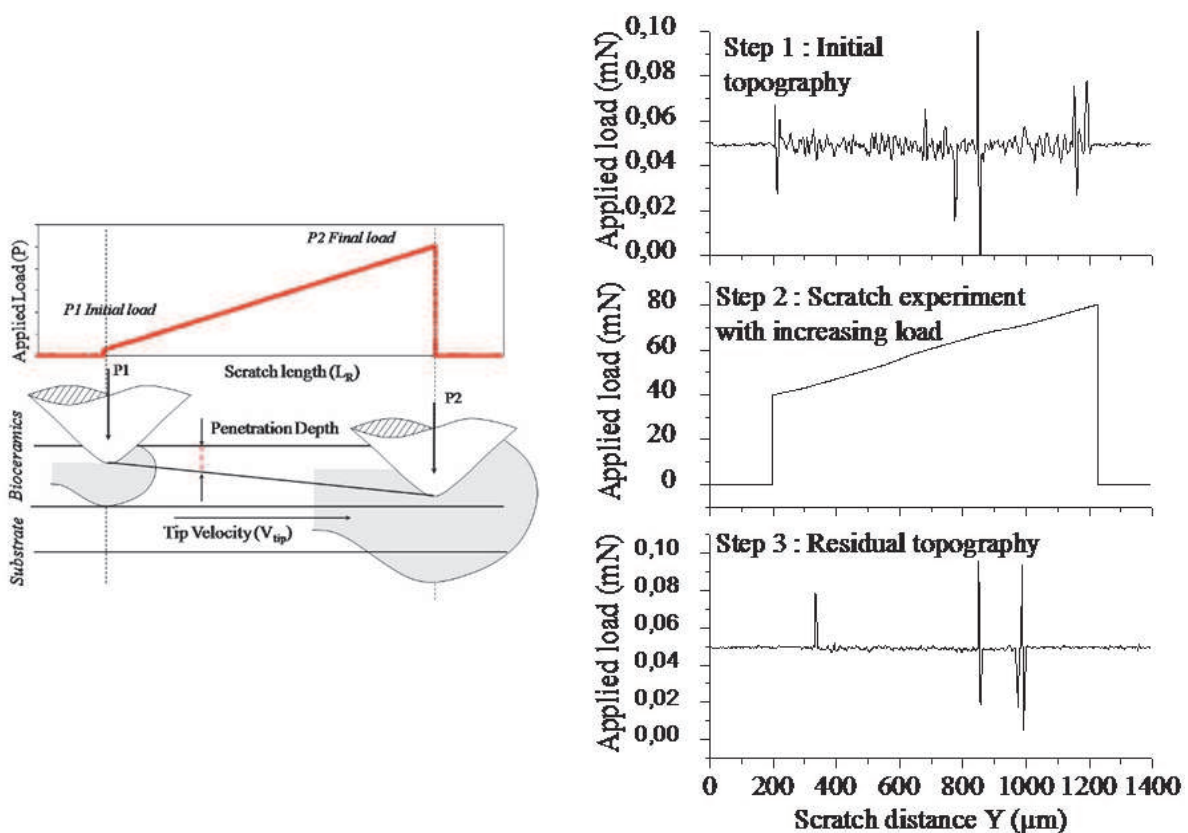 Applied Load (P)
P2 Final load
P1 Initial load
Scratch length (LR)
P1
P2
Bioceramics
Penetration Depth
Tip Velocity (Vtip)
Substrate
Applied load (mN)
0,10
0,08
0,06
0,04
0,02
0,00
Step 1 : Initial
topography
Applied load (mN)
80
60
40
20
0
Step 2 : Scratch experiment
with increasing load
Applied load (mN)
0,10
0,08
0,06
0,04
0,02
0,00
Step 3 : Residual topography
0 200 400 600 800 1000 1200 1400
Scratch distance Y (μm)